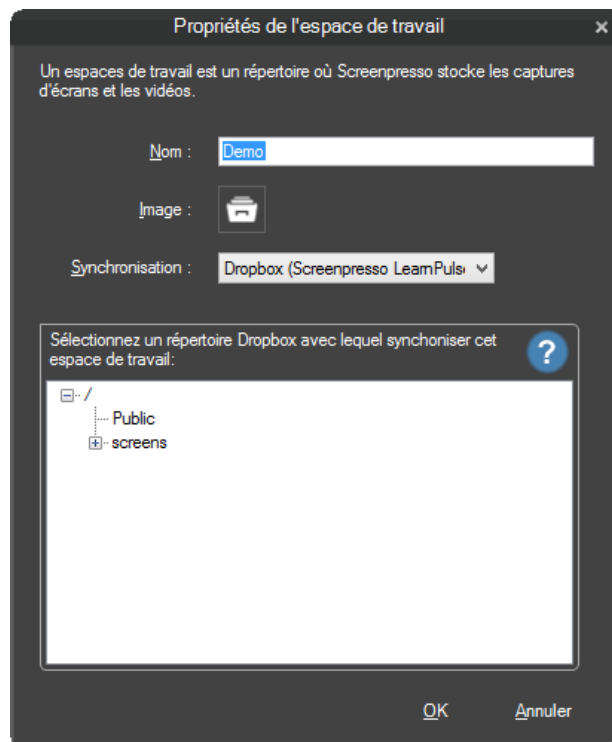 Propriétés de l'espace de travail
Un espaces de travail est un répertoire où Screenpresso stocke les captures
d'écrans et les vidéos.
Nom :
Demo
Image :
Synchronisation :
Dropbox (Screenpresso LearnPuls
Sélectionnez un répertoire Dropbox avec lequel synchoniser cet
espace de travail:
?
/
Public
screens
OK
Annuler